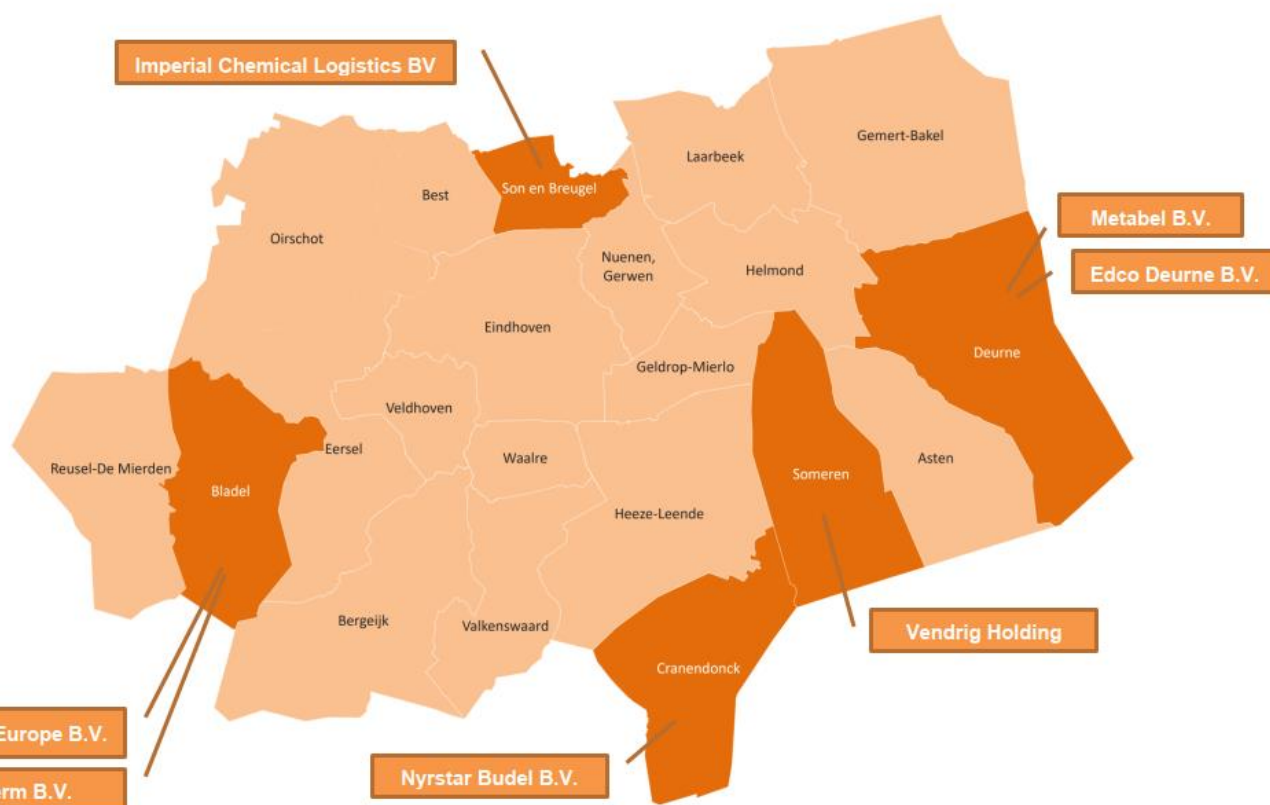 Imperial Chemical Logistics BV
Gemert-Bakel
Laarbeek
Son en Breugel
Best
Metabel B.V.
Oirschot
Nuenen,
Gerwen
Helmond
Edco Deurne B.V.
Eindhoven
Deurne
Geldrop-Mierlo
Veldhoven
Eersel
Waalre
Asten
Reusel-De Mierden
Someren
Bladel
Heeze-Leende
Bergeijk
Valkenswaard
Vendrig Holding
Cranendonck
Europe B.V.
Nyrstar Budel B.V.
erm B.V.